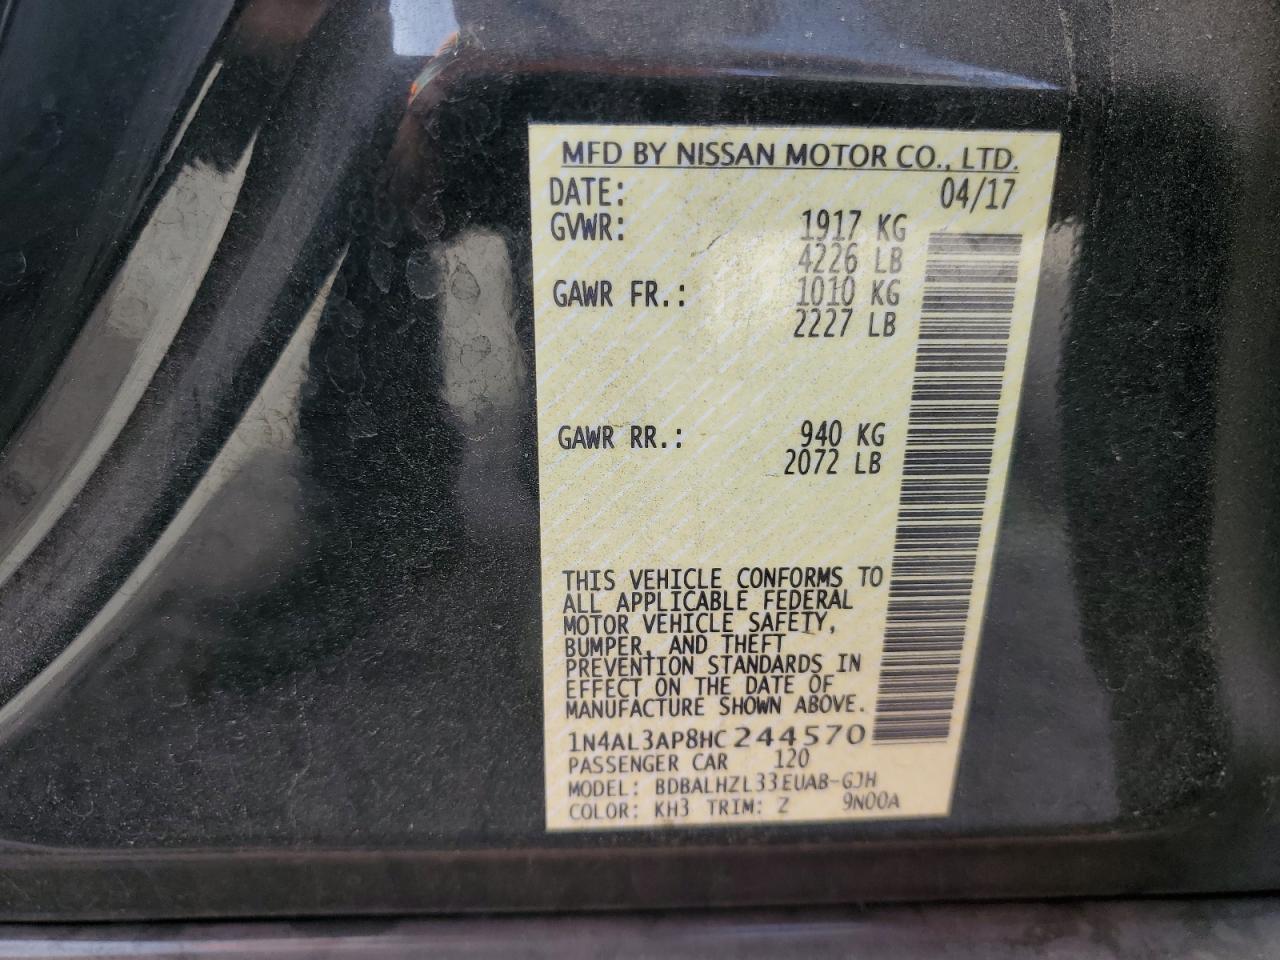 MFD BY NISSAN MOTOR CO., LTD.
DATE: 04/17
GVWR: 1917 KG
4226 LB
GAWR FR.: 1010 KG
2227 LB
GAWR RR.: 940 KG
2072 LB
THIS VEHICLE CONFORMS TO
ALL APPLICABLE FEDERAL
MOTOR VEHICLE SAFETY,
BUMPER, AND THEFT
PREVENTION STANDARDS IN
EFFECT ON THE DATE OF
MANUFACTURE SHOWN ABOVE.
1N4AL3AP8HC244570
PASSENGER CAR 120
MODEL: BDBALHZL33EUAB-GJH
COLOR: KH3 TRIM: Z 9N00A